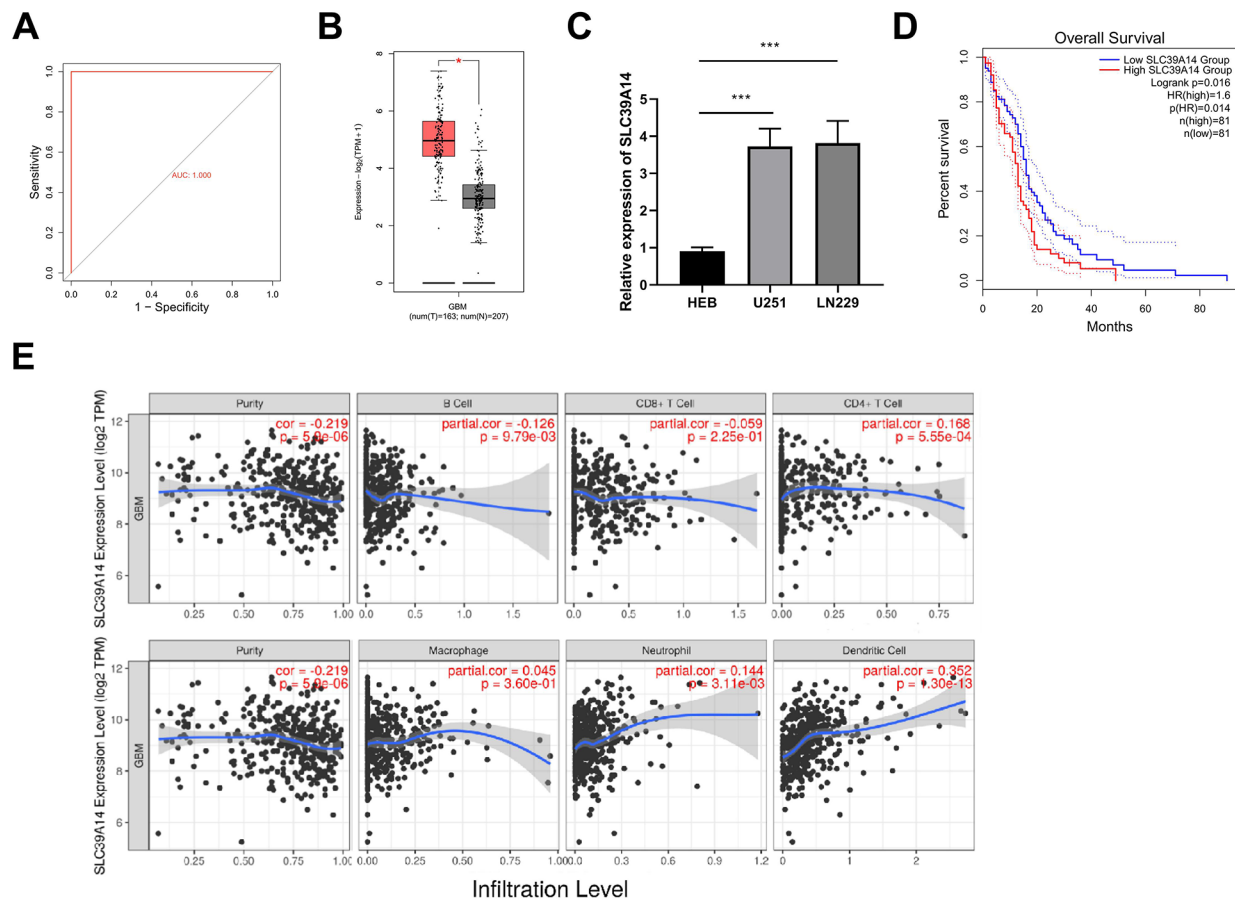 A
1.0
0.8
0.6
0.4
0.2
0.0
Sensitivity
AUC: 1.000
0.0 0.2 0.4 0.6 0.8 1.0
1 − Specificity
B
8
6
4
2
0
Expression − log2(TPM+1)
*
GBM
(num(T)=163; num(N)=207)
C
***
***
5
4
3
2
1
0
Relative expression of SLC39A14
HEB U251 LN229
D
Overall Survival
Low SLC39A14 Group
High SLC39A14 Group
Logrank p=0.016
HR(high)=1.6
p(HR)=0.014
n(high)=81
n(low)=81
1.0
0.8
0.6
0.4
0.2
0.0
Percent survival
0 20 40 60 80
Months
E
SLC39A14 Expression Level (log2 TPM)
GBM
12
10
8
6
Purity
cor = -0.219
0.25 0.50 0.75 1.00
B Cell
partial.cor = -0.126
p = 9.79e-03
0.0 0.5 1.0 1.5
CD8+ T Cell
partial.cor = -0.059
p = 2.25e-01
0.0 0.5 1.0 1.5
CD4+ T Cell
partial.cor = 0.168
p = 5.55e-04
0.00 0.25 0.50 0.75
SLC39A14 Expression Level (log2 TPM)
GBM
12
10
8
6
Purity
cor = -0.219
0.25 0.50 0.75 1.00
Macrophage
partial.cor = 0.045
p = 3.60e-01
0.00 0.25 0.50 0.75 1.00
Neutrophil
partial.cor = 0.144
p = 3.11e-03
0.0 0.3 0.6 0.9 1.2
Dendritic Cell
partial.cor = 0.352
p = 1.30e-13
0 1 2
Infiltration Level